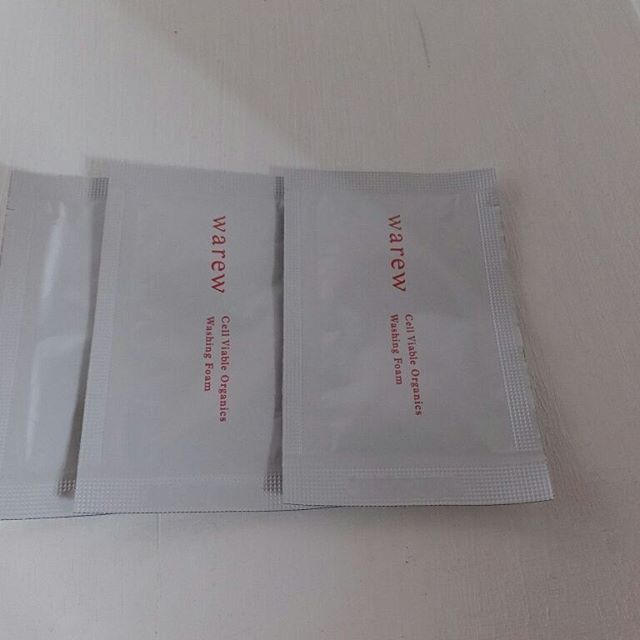 warew
Cell Viable Organics
Washing Foam
warew
Cell Viable Organics
Washing Foam